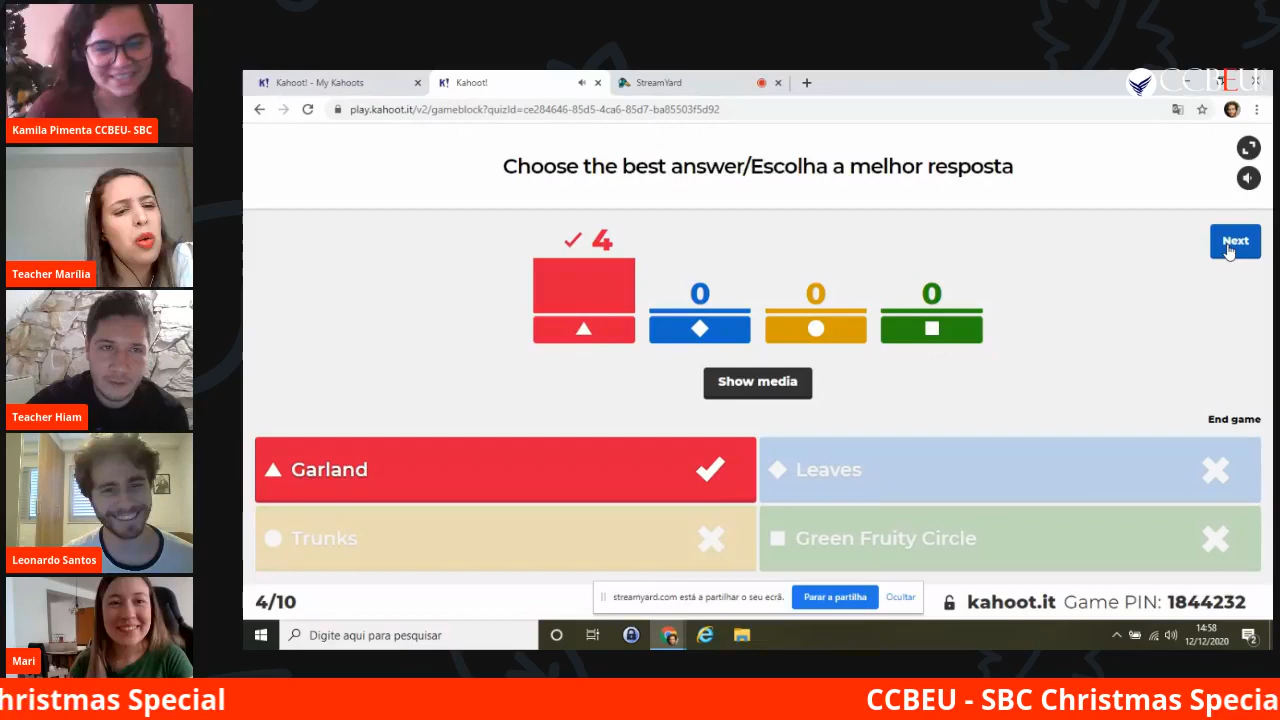 Kamila Pimenta CCBEU- SBC
Teacher Marília
Teacher Hiam
Leonardo Santos
Mari
K! Kahoot! - My Kahoots
K! Kahoot!
StreamYard
CCBEU
play.kahoot.it/v2/gameblock?quizId=ce284646-85d5-4ca6-85d7-ba85503f5d92
Choose the best answer/Escolha a melhor resposta
Next
4
0
0
0
Show media
End game
Garland
Leaves
Trunks
Green Fruity Circle
4/10
streamyard.com está a partilhar o seu ecrã.
Parar a partilha
Ocultar
kahoot.it Game PIN: 1844232
Digite aqui para pesquisar
14:58
12/12/2020
2
hristmas Special
CCBEU - SBC Christmas Specia